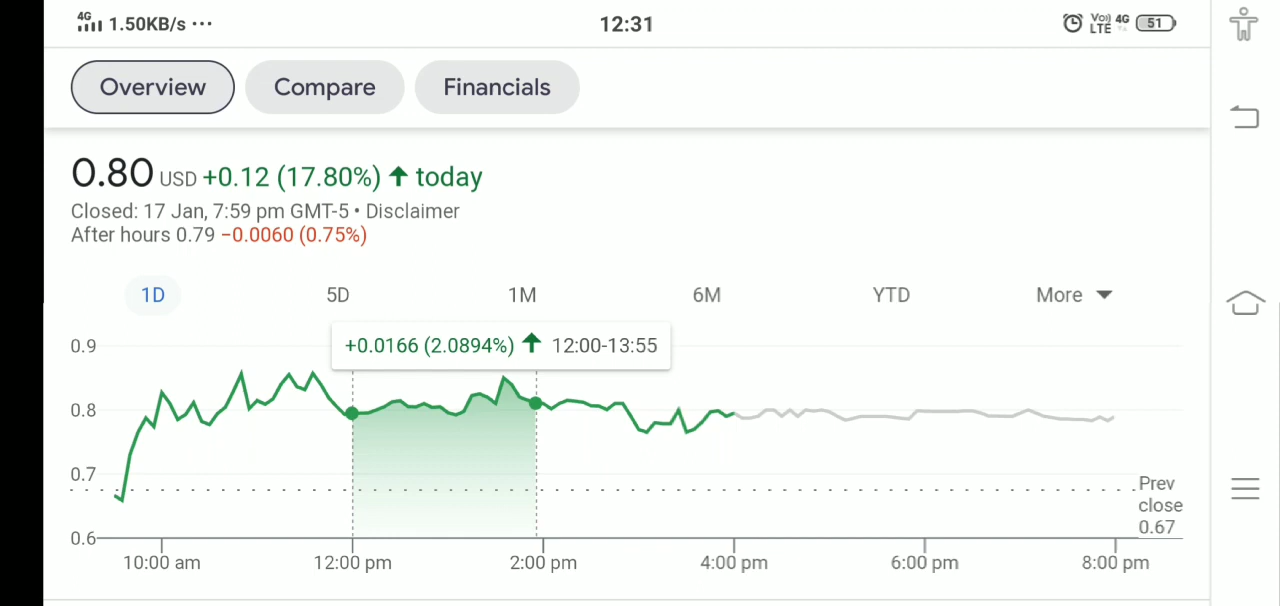 4G 1.50KB/s ··· 12:31 Vo)) LTE 4G 51
Overview Compare Financials
0.80 USD +0.12 (17.80%) ↑ today
Closed: 17 Jan, 7:59 pm GMT-5 • Disclaimer
After hours 0.79 −0.0060 (0.75%)
1D 5D 1M 6M YTD More
+0.0166 (2.0894%) ↑ 12:00-13:55
0.9
0.8
0.7
Prev
close
0.67
0.6
10:00 am 12:00 pm 2:00 pm 4:00 pm 6:00 pm 8:00 pm